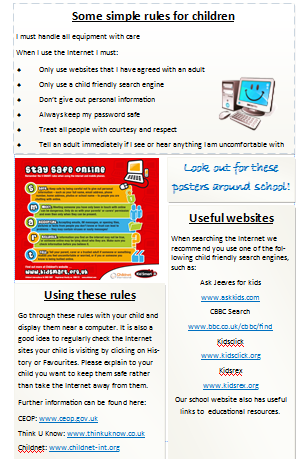 Some simple rules for children
I must handle all equipment with care
When I use the Internet I must:
• Only use websites that I have agreed with an adult
• Only use a child friendly search engine
• Don't give out personal information
• Always keep my password safe
• Treat all people with courtesy and respect
• Tell an adult immediately if I see or hear anything I am uncomfortable with
STAY SAFE ONLINE
www.kidsmart.org.uk
Look out for these
posters around school!
Using these rules
Go through these rules with your child and
display them near a computer. It is also a
good idea to regularly check the Internet
sites your child is visiting by clicking on His-
tory or Favourites. Please explain to your
child you want to keep them safe rather
than take the Internet away from them.
Further information can be found here:
CEOP: www.ceop.gov.uk
Think U Know: www.thinkuknow.co.uk
Childnet: www.childnet-int.org
Useful websites
When searching the Internet we
recommend you use one of the fol-
lowing child friendly search engines,
such as:
Ask Jeeves for kids
www.askkids.com
CBBC Search
www.bbc.co.uk/cbbc/find
Kidsclick
www.kidsclick.org
Kidsrex
www.kidsrex.org
Our school website also has useful
links to educational resources.